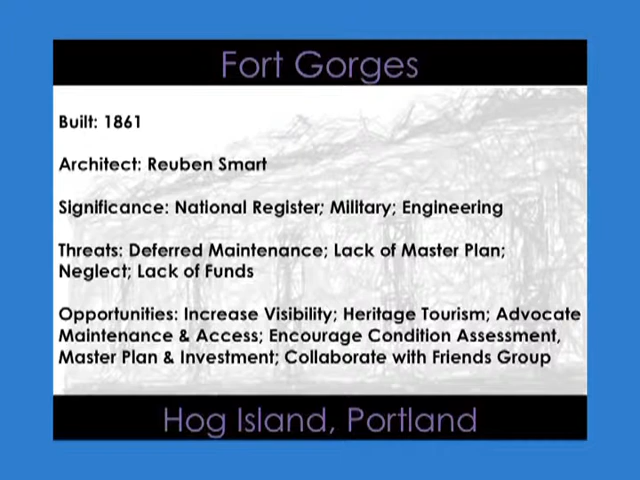 Fort Gorges
Built: 1861
Architect: Reuben Smart
Significance: National Register; Military; Engineering
Threats: Deferred Maintenance; Lack of Master Plan;
Neglect; Lack of Funds
Opportunities: Increase Visibility; Heritage Tourism; Advocate
Maintenance & Access; Encourage Condition Assessment,
Master Plan & Investment; Collaborate with Friends Group
Hog Island, Portland